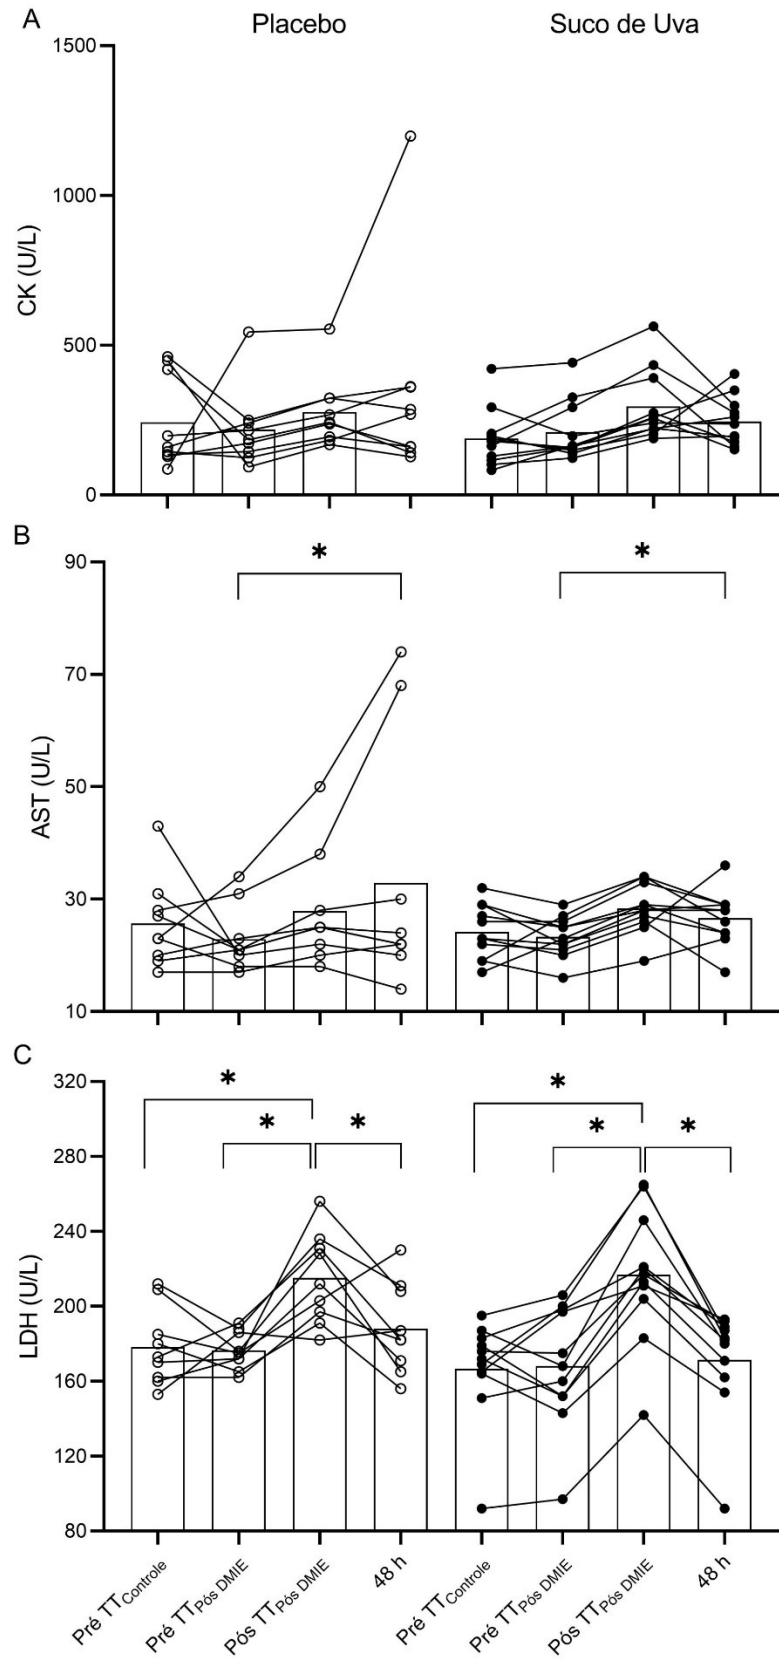 A
Placebo
Suco de Uva
1500
1000
500
0
CK (U/L)
B
*
*
90
70
50
30
10
AST (U/L)
C
*
*
*
*
*
*
320
280
240
200
160
120
80
LDH (U/L)
Pré TTControle
Pré TTPós DMIE
Pós TTPós DMIE
48 h
Pré TTControle
Pré TTPós DMIE
Pós TTPós DMIE
48 h